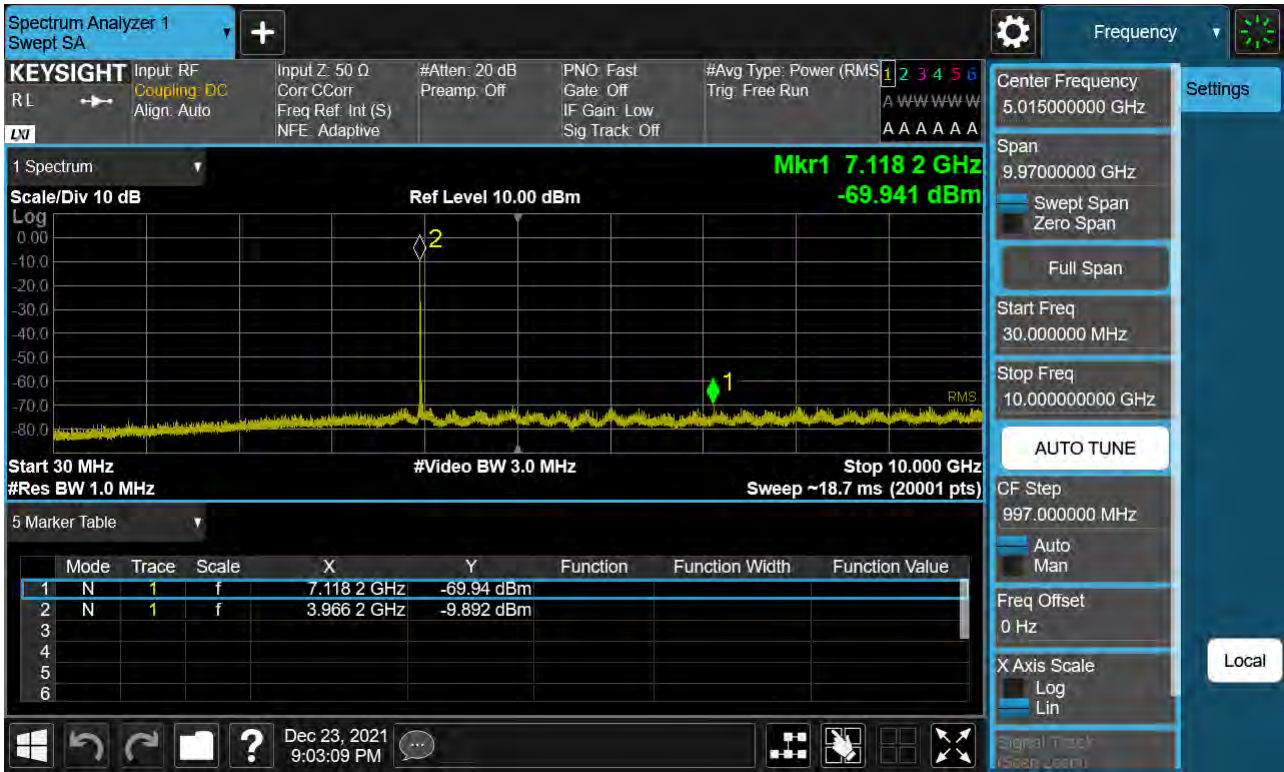 Spectrum Analyzer 1
Swept SA
Frequency
KEYSIGHT
RL
LXI
Input: RF
Coupling: DC
Align: Auto
Input Z: 50 Ω
Corr CCorr
Freq Ref: Int (S)
NFE: Adaptive
#Atten: 20 dB
Preamp: Off
PNO: Fast
Gate: Off
IF Gain: Low
Sig Track: Off
#Avg Type: Power (RMS
Trig: Free Run
1 2 3 4 5 6
A W W W W W
A A A A A A
1 Spectrum
Scale/Div 10 dB
Ref Level 10.00 dBm
Mkr1 7.118 2 GHz
-69.941 dBm
Log
0.00
-10.0
-20.0
-30.0
-40.0
-50.0
-60.0
-70.0
-80.0
2
1
RMS
Start 30 MHz
#Video BW 3.0 MHz
Stop 10.000 GHz
#Res BW 1.0 MHz
Sweep ~18.7 ms (20001 pts)
5 Marker Table
Mode Trace Scale X Y Function Function Width Function Value
1 N 1 f 7.118 2 GHz -69.94 dBm
2 N 1 f 3.966 2 GHz -9.892 dBm
3
4
5
6
Dec 23, 2021
9:03:09 PM
Center Frequency
5.015000000 GHz
Settings
Span
9.97000000 GHz
Swept Span
Zero Span
Full Span
Start Freq
30.000000 MHz
Stop Freq
10.000000000 GHz
AUTO TUNE
CF Step
997.000000 MHz
Auto
Man
Freq Offset
0 Hz
X Axis Scale
Log
Lin
Local
Signal Track
(Span Zoom)